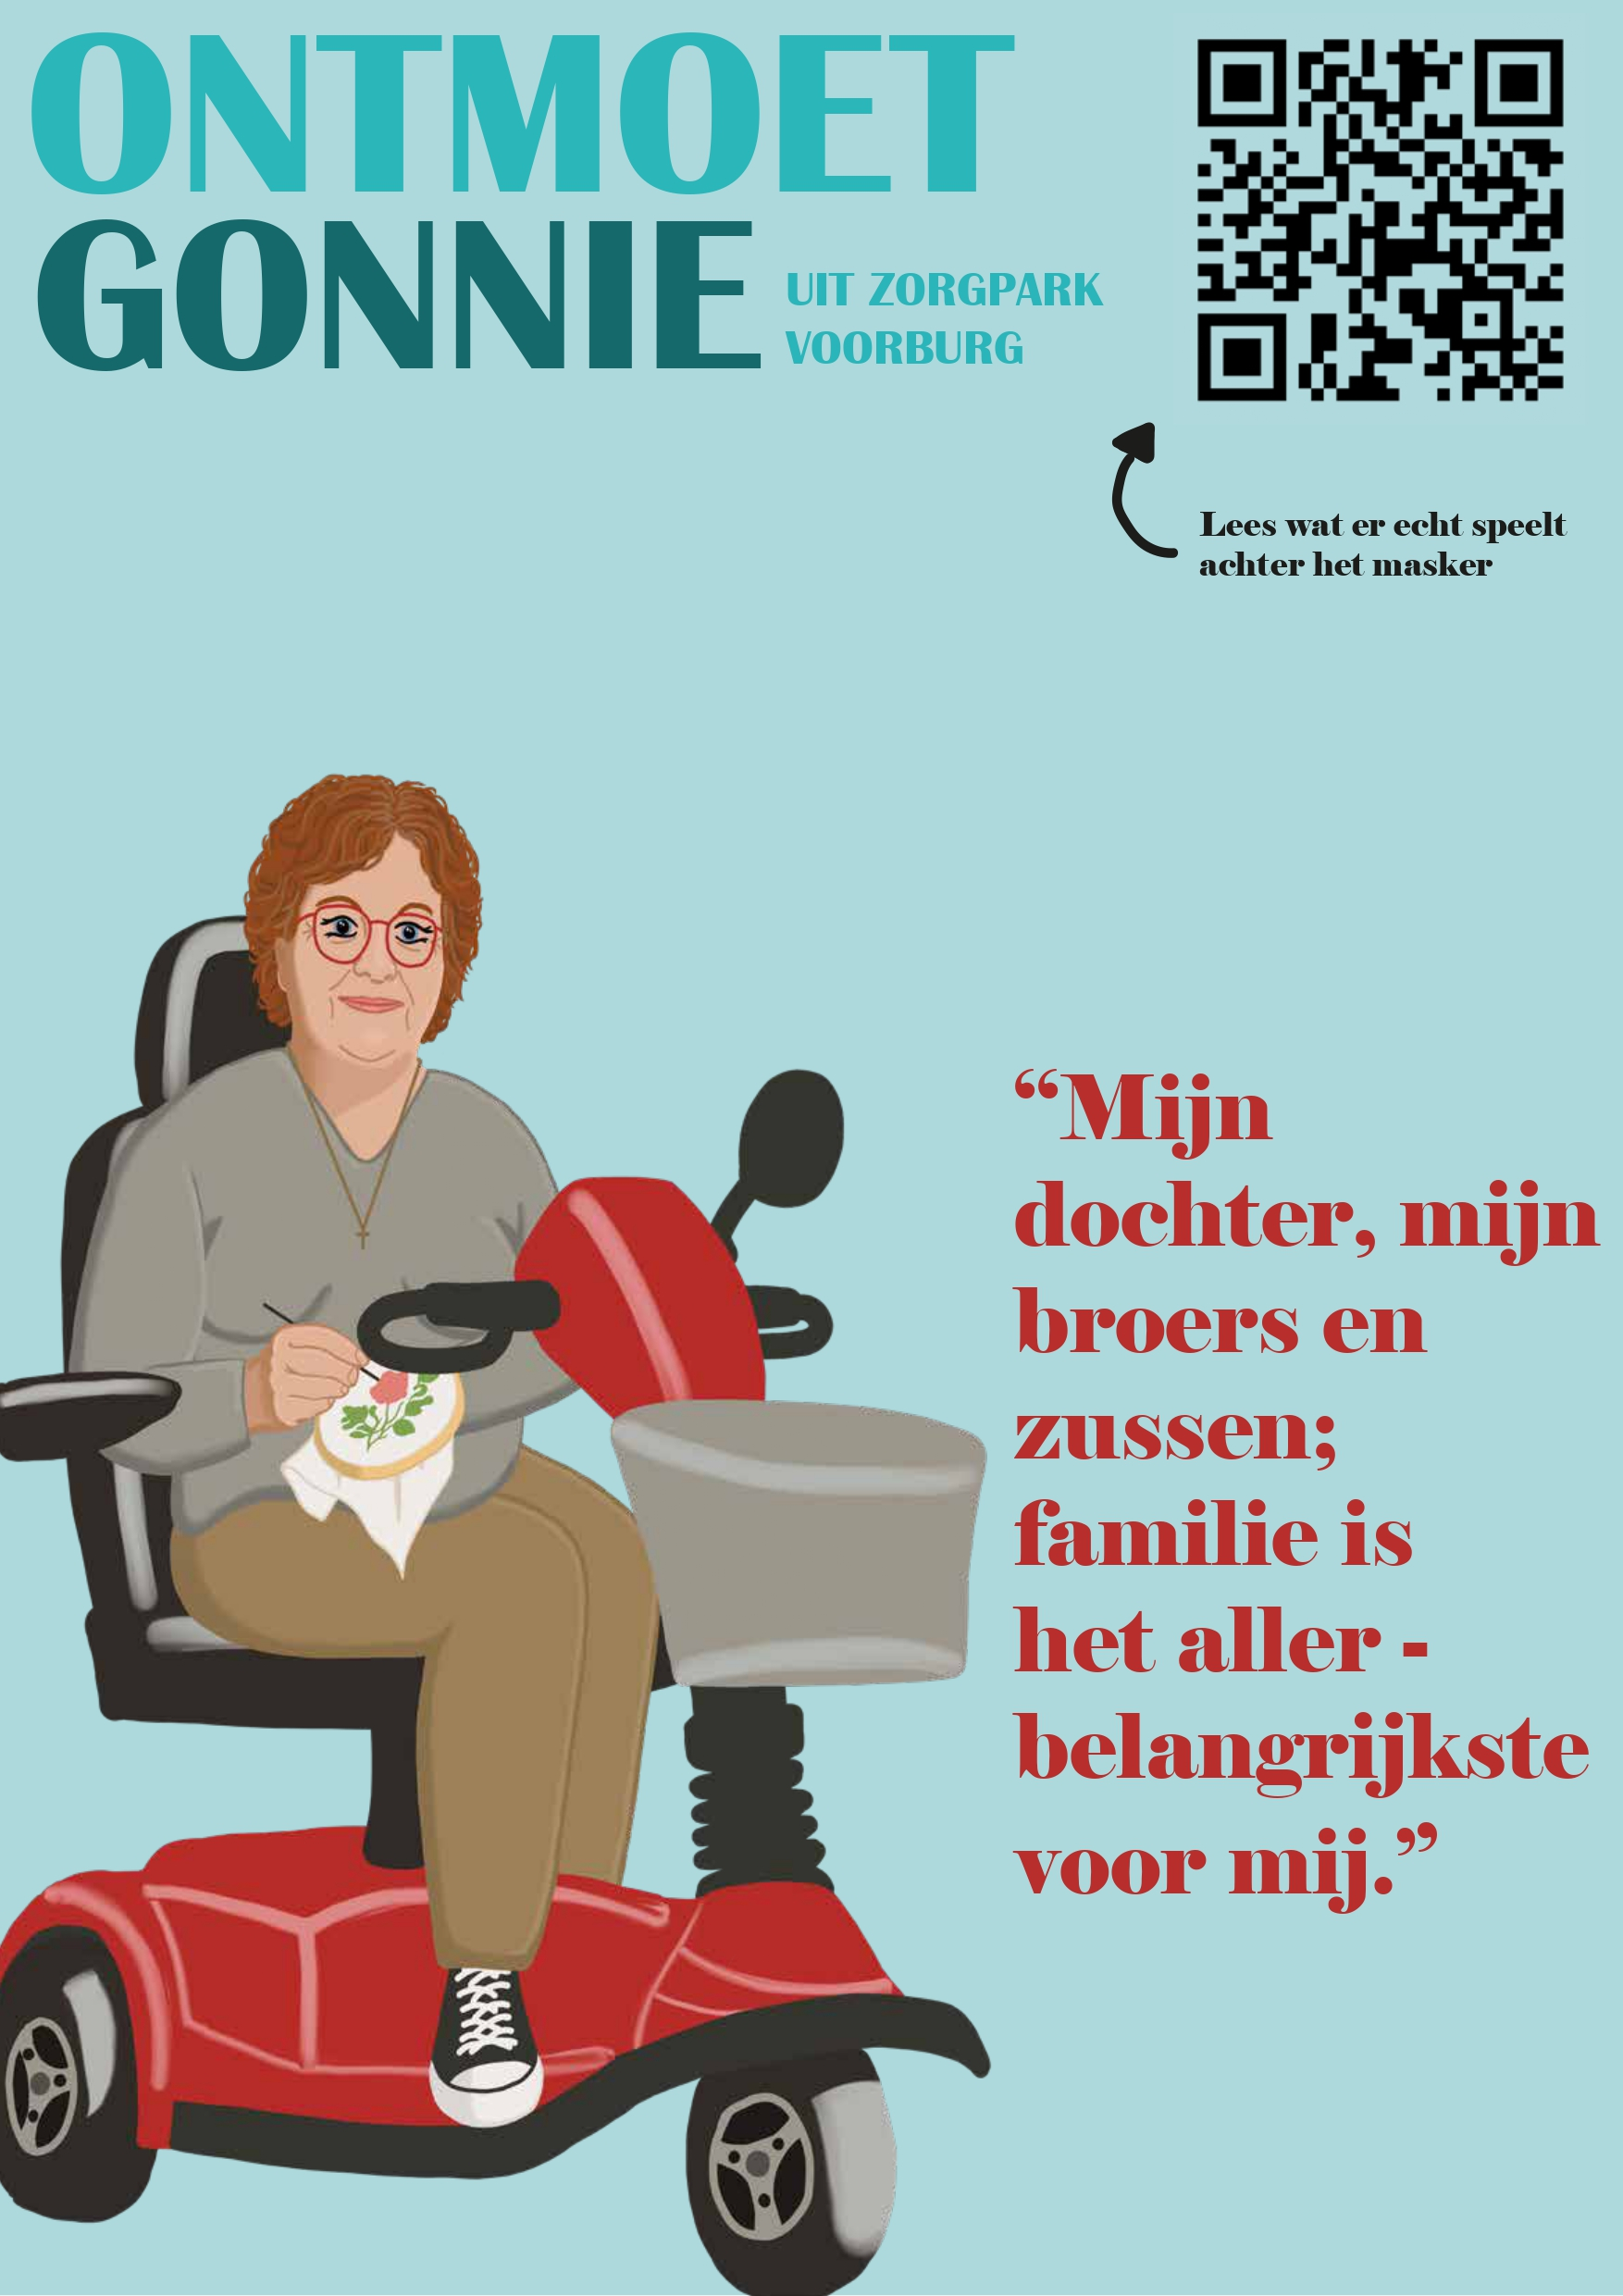 ONTMOET
GONNIE
UIT ZORGPARK
VOORBURG
Lees wat er echt speelt
achter het masker
“Mijn
dochter, mijn
broers en
zussen;
familie is
het aller -
belangrijkste
voor mij.”